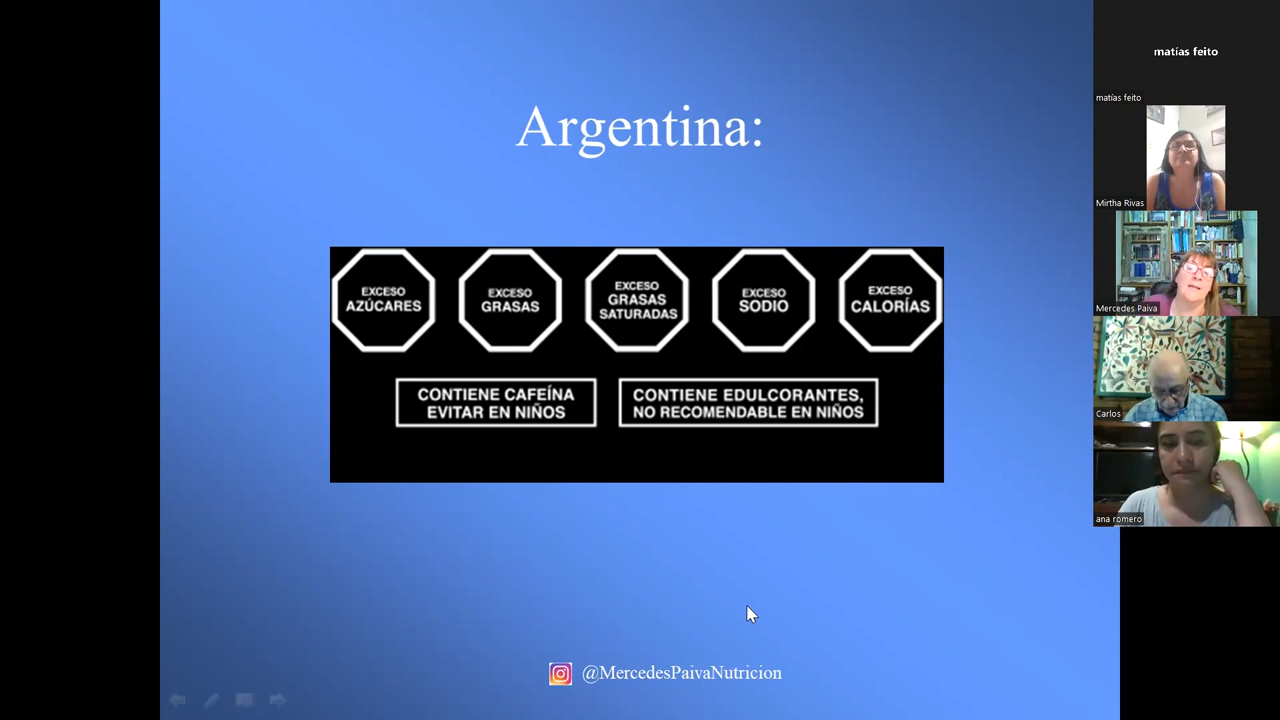 Argentina:
EXCESO
AZÚCARES
EXCESO
GRASAS
EXCESO
GRASAS
SATURADAS
EXCESO
SODIO
EXCESO
CALORÍAS
CONTIENE CAFEÍNA
EVITAR EN NIÑOS
CONTIENE EDULCORANTES,
NO RECOMENDABLE EN NIÑOS
@MercedesPaivaNutricion
matías feito
matías feito
Mirtha Rivas
Mercedes Paiva
Carlos
ana romero